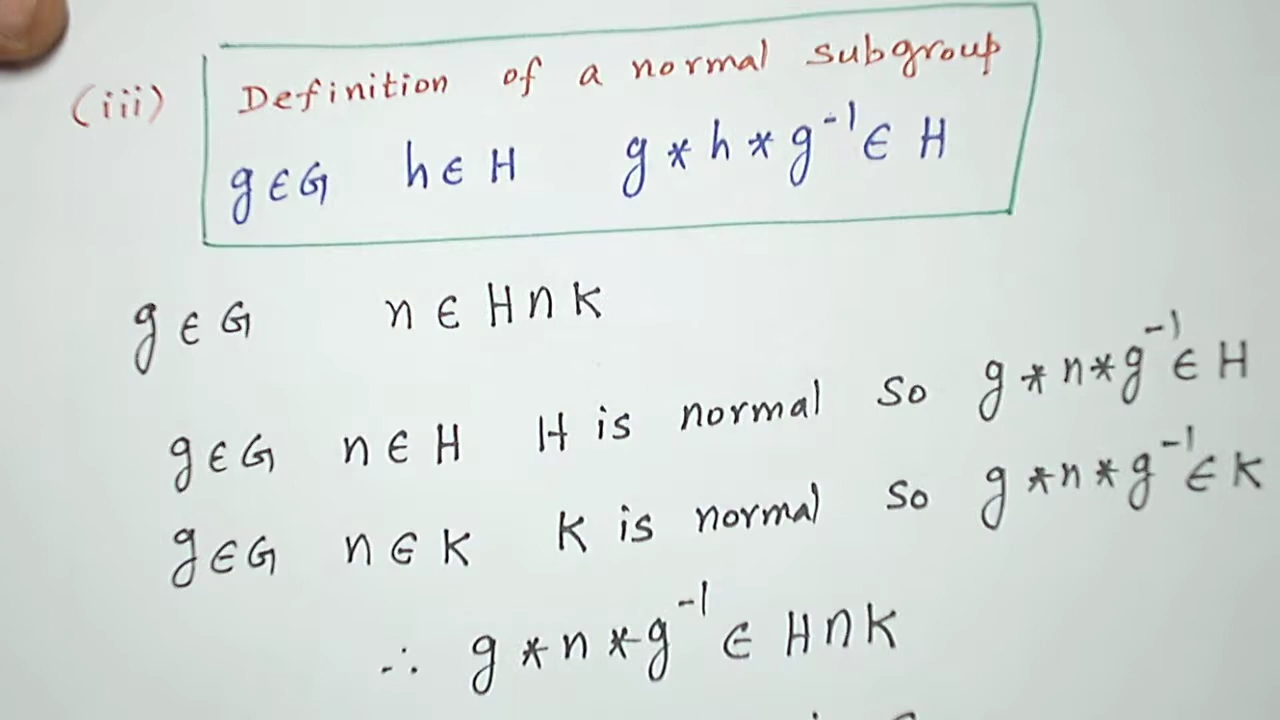 (iii) Definition of a normal subgroup
g ∈ G h ∈ H g * h * g⁻¹ ∈ H
g ∈ G n ∈ H ∩ K
g ∈ G n ∈ H H is normal so g * n * g⁻¹ ∈ H
g ∈ G n ∈ K K is normal so g * n * g⁻¹ ∈ K
∴ g * n * g⁻¹ ∈ H ∩ K